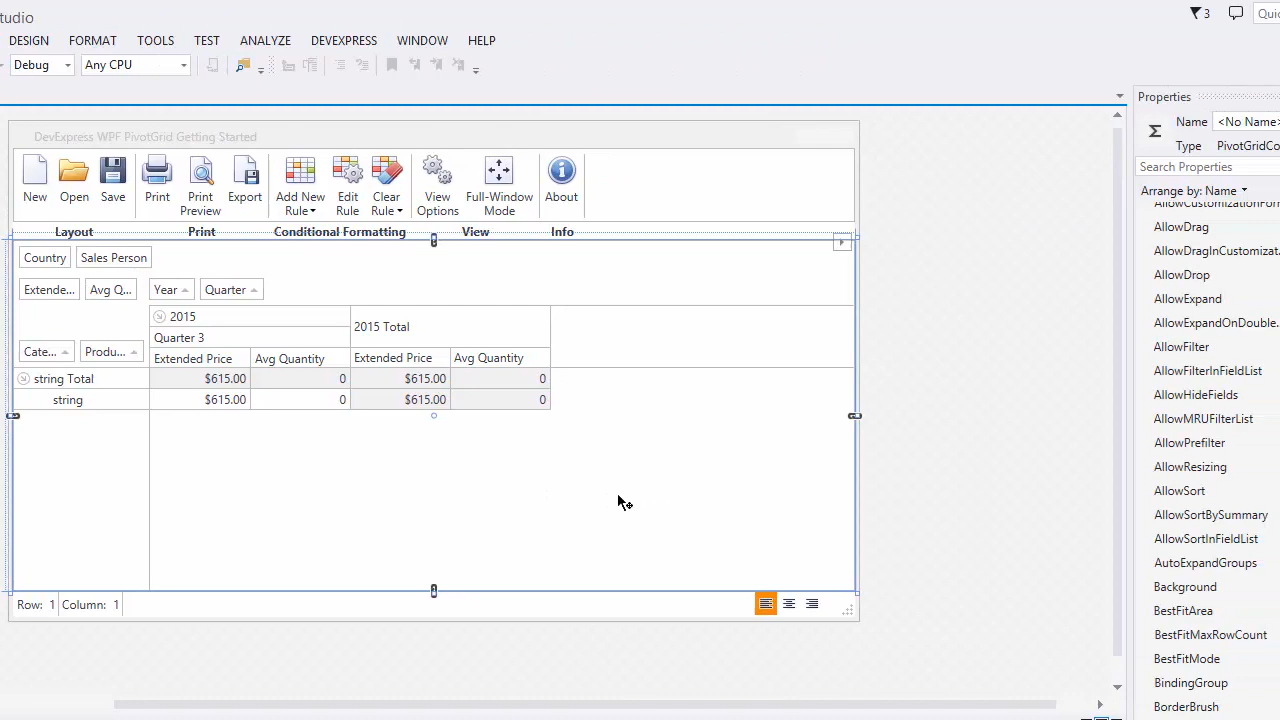 tudio
3
Quic
DESIGN FORMAT TOOLS TEST ANALYZE DEVEXPRESS WINDOW HELP
Debug Any CPU
Properties
DevExpress WPF PivotGrid Getting Started
Name <No Name>
Type PivotGridCo
Search Properties
Arrange by: Name
New Open Save Print Print Preview Export Add New Rule Edit Rule Clear Rule View Options Full-Window Mode About
Layout Print Conditional Formatting View Info
Country Sales Person
Extende... Avg Q... Year Quarter
2015
2015 Total
Quarter 3
Cate... Produ... Extended Price Avg Quantity Extended Price Avg Quantity
string Total $615.00 0 $615.00 0
string $615.00 0 $615.00 0
Row: 1 Column: 1
AllowCustomizationForm
AllowDrag
AllowDragInCustomizat...
AllowDrop
AllowExpand
AllowExpandOnDouble...
AllowFilter
AllowFilterInFieldList
AllowHideFields
AllowMRUFilterList
AllowPrefilter
AllowResizing
AllowSort
AllowSortBySummary
AllowSortInFieldList
AutoExpandGroups
Background
BestFitArea
BestFitMaxRowCount
BestFitMode
BindingGroup
BorderBrush